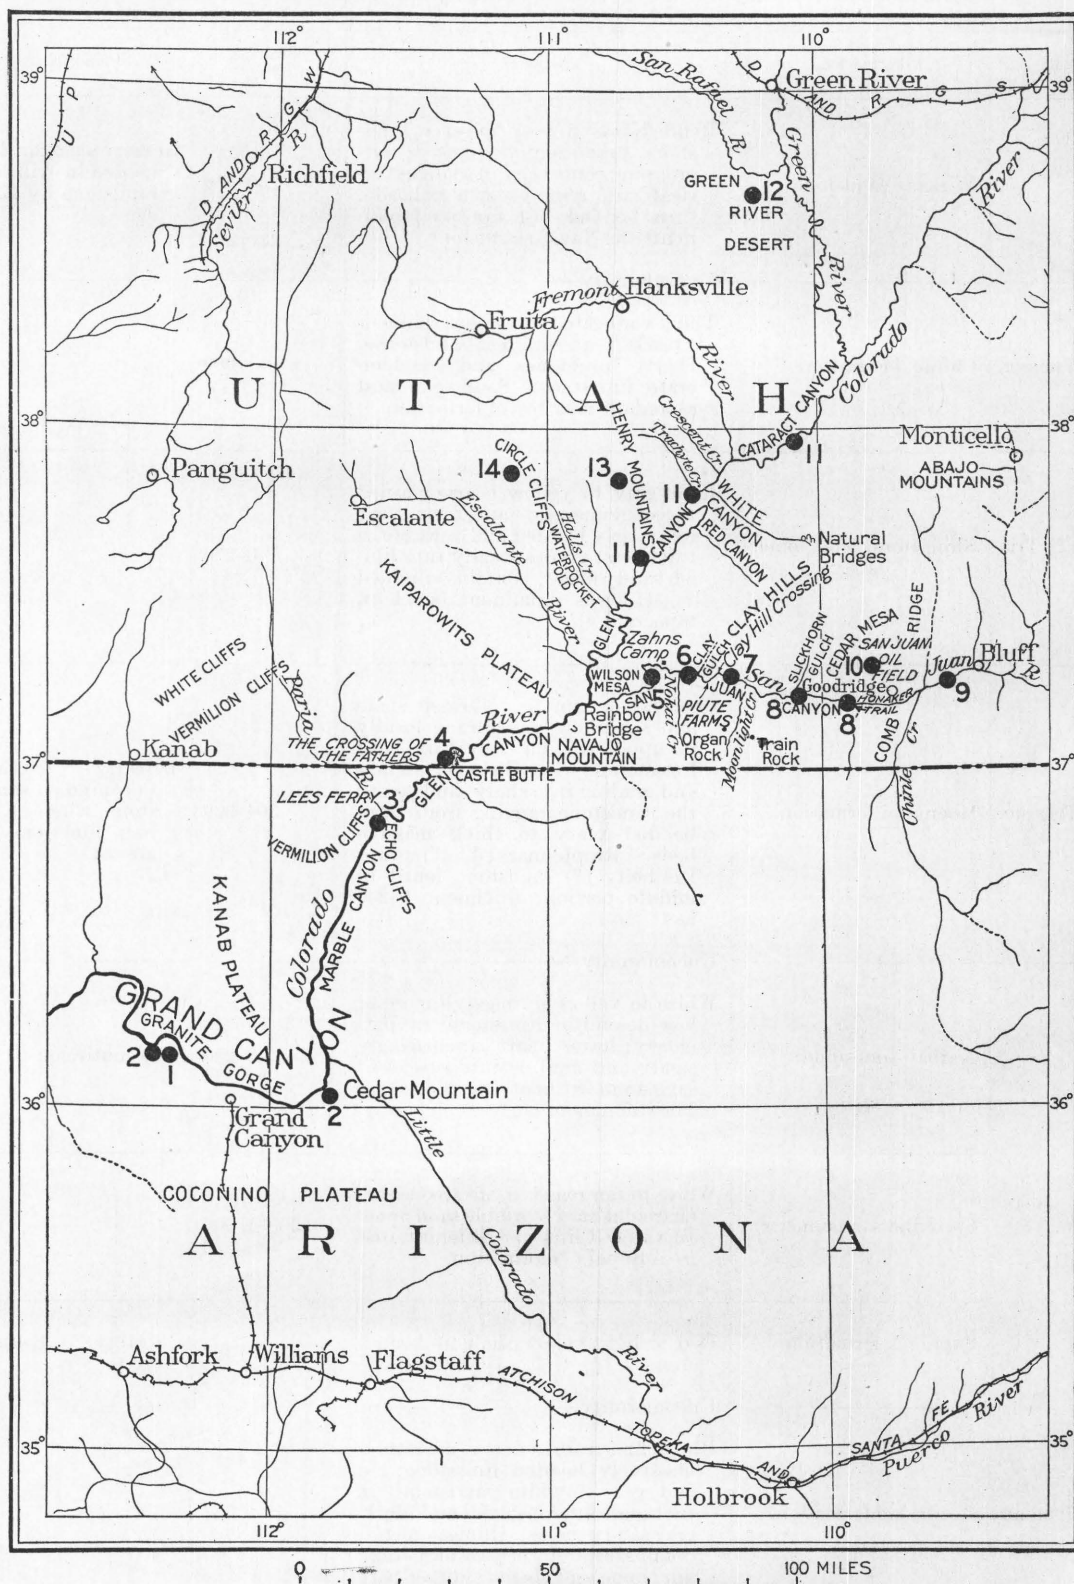 112°
111°
110°
39°
39°
U P
D AND R G W
R
Sevier
Richfield
San Rafael R
D AND R G S
Green River
Green
River
GREEN
12
RIVER
DESERT
River
Colorado
Hanksville
Fremont
Fruita
River
U T A H
38°
38°
CATARACT CANYON
11
Crescent Cr
Trachyte Cr
Monticello
ABAJO
MOUNTAINS
Panguitch
14
CIRCLE CLIFFS
13
HENRY MOUNTAINS
11
WHITE
CANYON
RED CANYON
Natural
Bridges
Escalante
Escalante
River
Halls Cr
WATERPOCKET
FOLD
11
CANYON
GLEN
KAIPAROWITS PLATEAU
CLAY HILLS
Clay Hill Crossing
CLAY
GULCH
SLICKHORN
GULCH
CEDAR MESA
RIDGE
COMB
Zahns
Camp
6
7
10
SAN JUAN
OIL
FIELD
Juan
Bluff
R
9
WHITE CLIFFS
VERMILION CLIFFS
Paria
R
WILSON
MESA
5
SAN
JUAN
San
Goodridge
8
CANYON
8
HONAKER
TRAIL
PIUTE
FARMS
Nokai Cr
Moonlight Cr
Organ
Rock
Train
Rock
Chinle Cr
Rainbow
Bridge
NAVAJO
MOUNTAIN
River
CANYON
Kanab
THE CROSSING OF
THE FATHERS
4
37°
37°
GLEN
CASTLE BUTTE
LEES FERRY
3
VERMILION CLIFFS
ECHO CLIFFS
MARBLE CANYON
Colorado
KANAB PLATEAU
GRAND CANYON
GRANITE
GORGE
2
1
2
Cedar Mountain
36°
36°
Grand
Canyon
Little
Colorado
River
COCONINO PLATEAU
A R I Z O N A
Ashfork
Williams
Flagstaff
ATCHISON
TOPEKA
AND
SANTA
FÉ
Puerco
River
35°
35°
Holbrook
112°
111°
110°
0 50 100 MILES